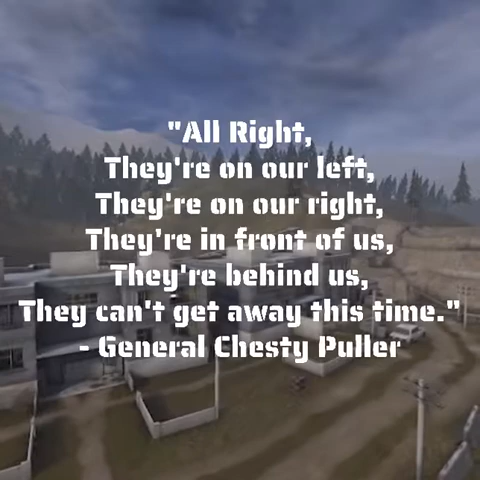 "All Right,
They're on our left,
They're on our right,
They're in front of us,
They're behind us,
They can't get away this time."
- General Chesty Puller